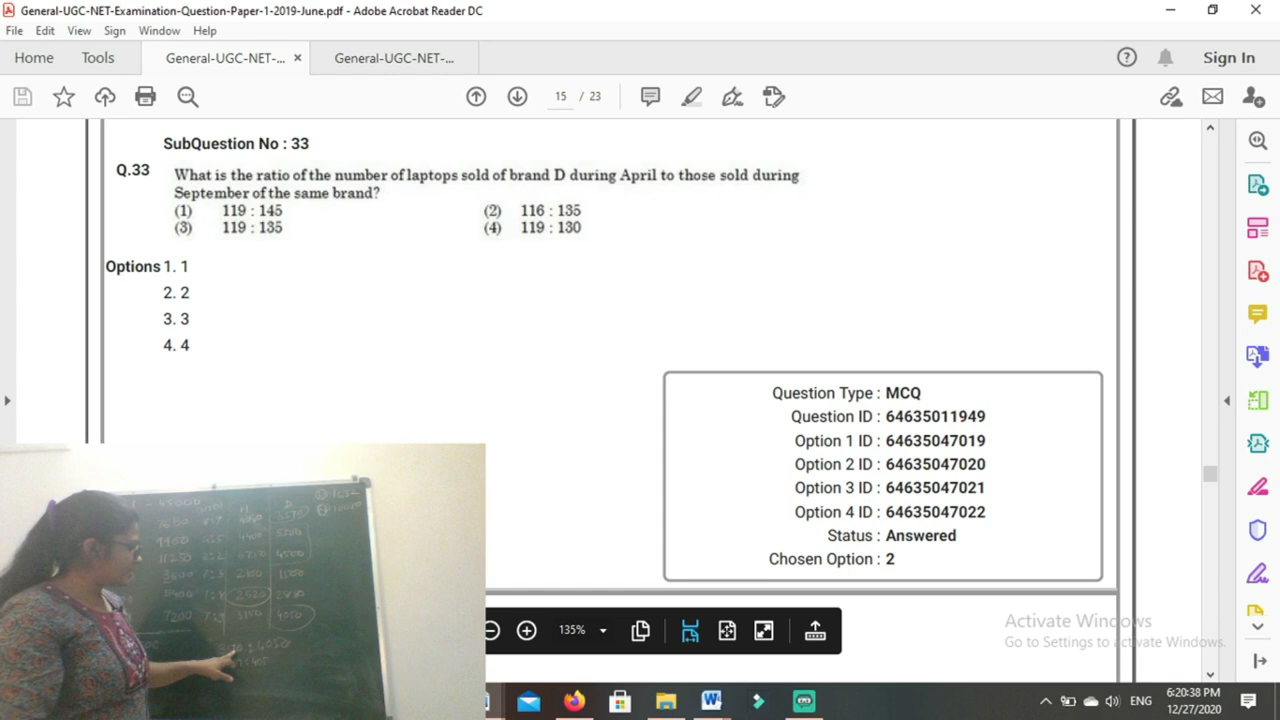 General-UGC-NET-Examination-Question-Paper-1-2019-June.pdf - Adobe Acrobat Reader DC
File Edit View Sign Window Help
Home Tools General-UGC-NET-... × General-UGC-NET-... Sign In
15 / 23
SubQuestion No : 33
Q.33 What is the ratio of the number of laptops sold of brand D during April to those sold during
September of the same brand?
(1) 119 : 145 (2) 116 : 135
(3) 119 : 135 (4) 119 : 130
Options 1. 1
2. 2
3. 3
4. 4
Question Type : MCQ
Question ID : 64635011949
Option 1 ID : 64635047019
Option 2 ID : 64635047020
Option 3 ID : 64635047021
Option 4 ID : 64635047022
Status : Answered
Chosen Option : 2
45000
D
4500
2520
7200 4050
4050
135%
Activate Windows
Go to Settings to activate Windows.
ENG
6:20:38 PM
12/27/2020